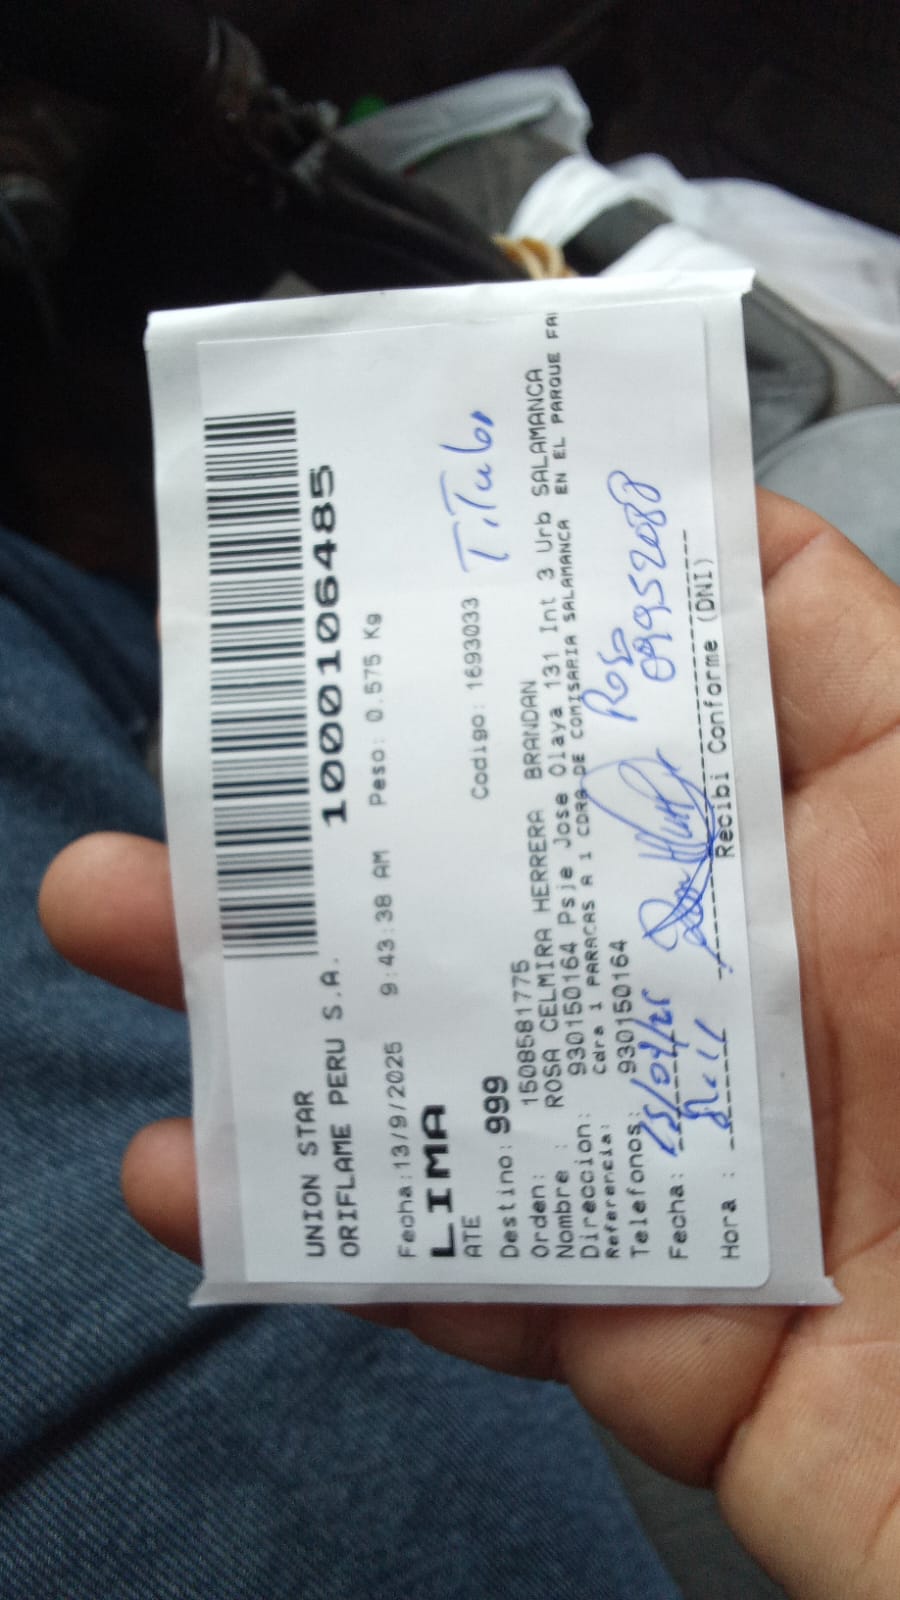 UNION STAR
ORIFLAME PERU S.A.
1000106485
Fecha:13/9/2025 9:43:38 AM Peso: 0.575 Kg
LIMA
ATE
Codigo: 1693033 Titular
Destino: 999
Orden: 1508581775
Nombre : ROSA CELMIRA HERRERA BRANDAN
Direccion: 930150164 Psje Jose Olaya 131 Int 3 Urb SALAMANCA
Referencia: Cdra 1 PARACAS A 1 CDRA DE COMISARIA SALAMANCA EN EL PARQUE FA
Telefonos: 930150164
Rosa
Fecha: 09952088
Hora : Recibi Conforme (DNI)